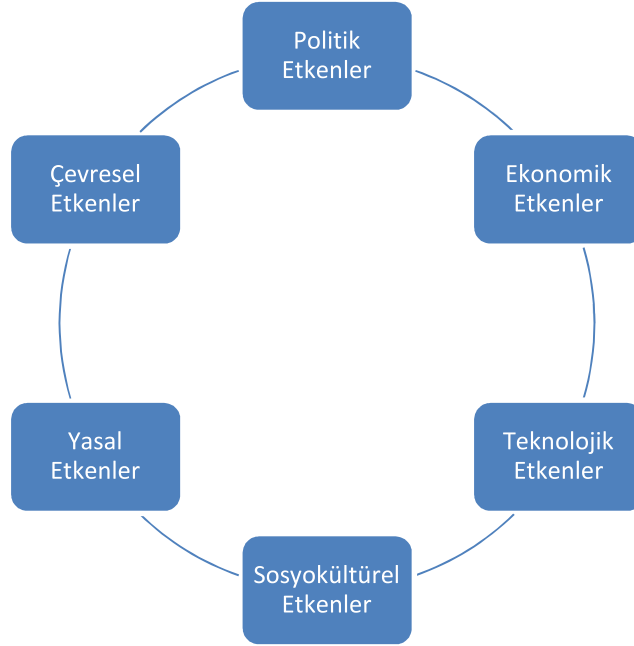 Politik
Etkenler
Ekonomik
Etkenler
Teknolojik
Etkenler
Sosyokültürel
Etkenler
Yasal
Etkenler
Çevresel
Etkenler